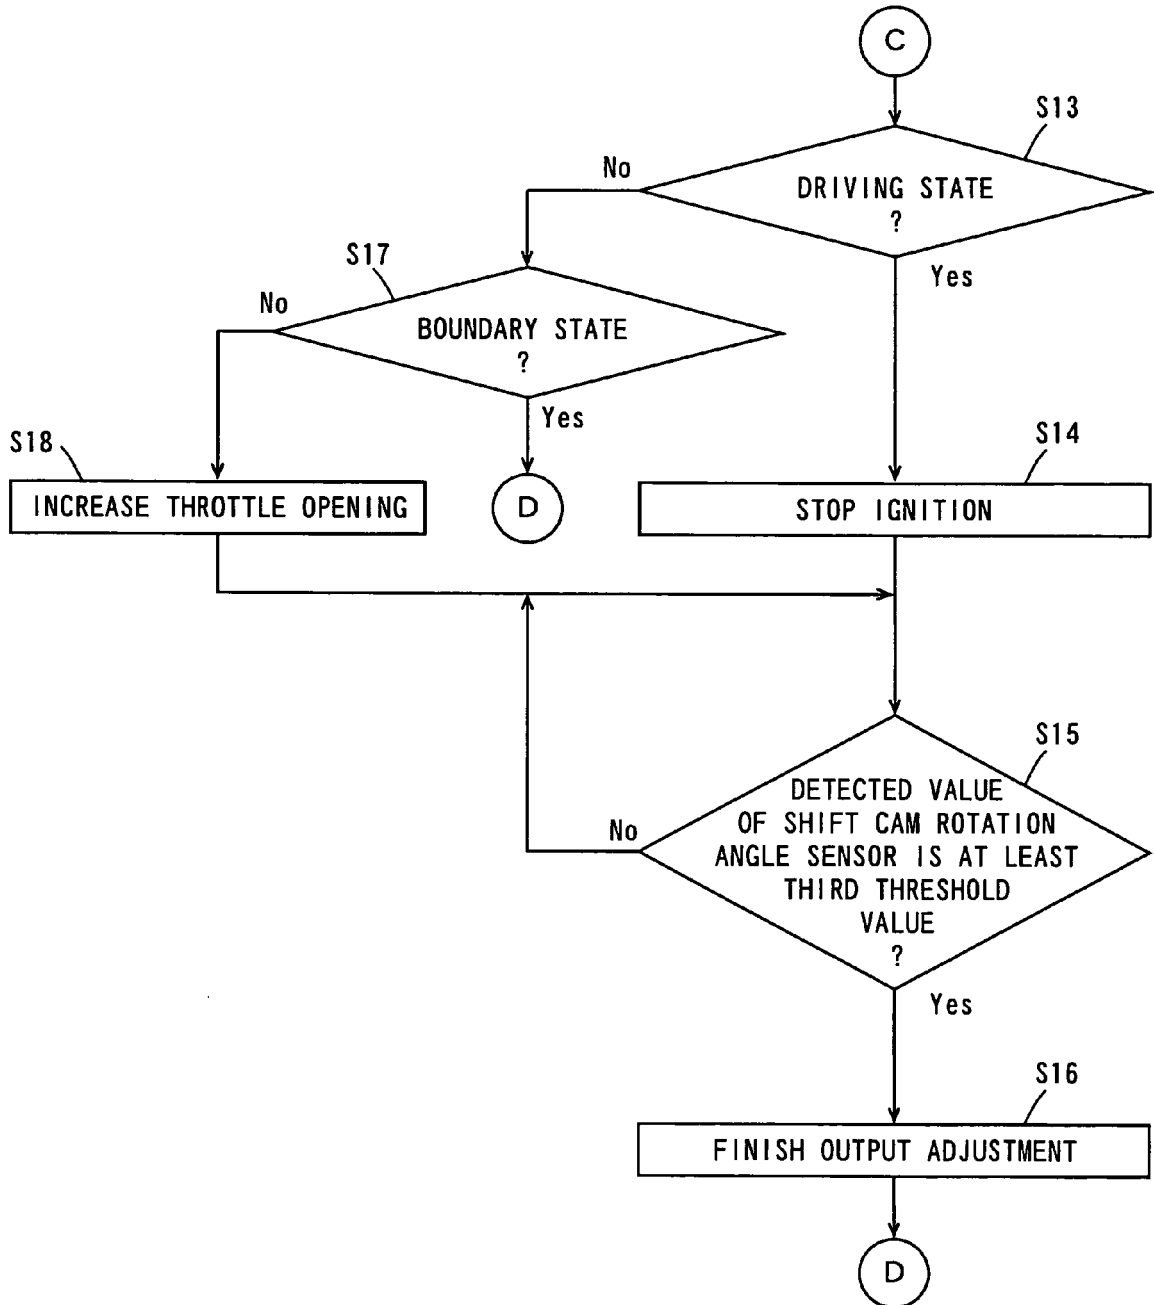 C
S13
No
DRIVING STATE
?
S17
Yes
No
BOUNDARY STATE
?
Yes
S18
S14
INCREASE THROTTLE OPENING
D
STOP IGNITION
S15
DETECTED VALUE
OF SHIFT CAM ROTATION
No
ANGLE SENSOR IS AT LEAST
THIRD THRESHOLD
VALUE
?
Yes
S16
FINISH OUTPUT ADJUSTMENT
D